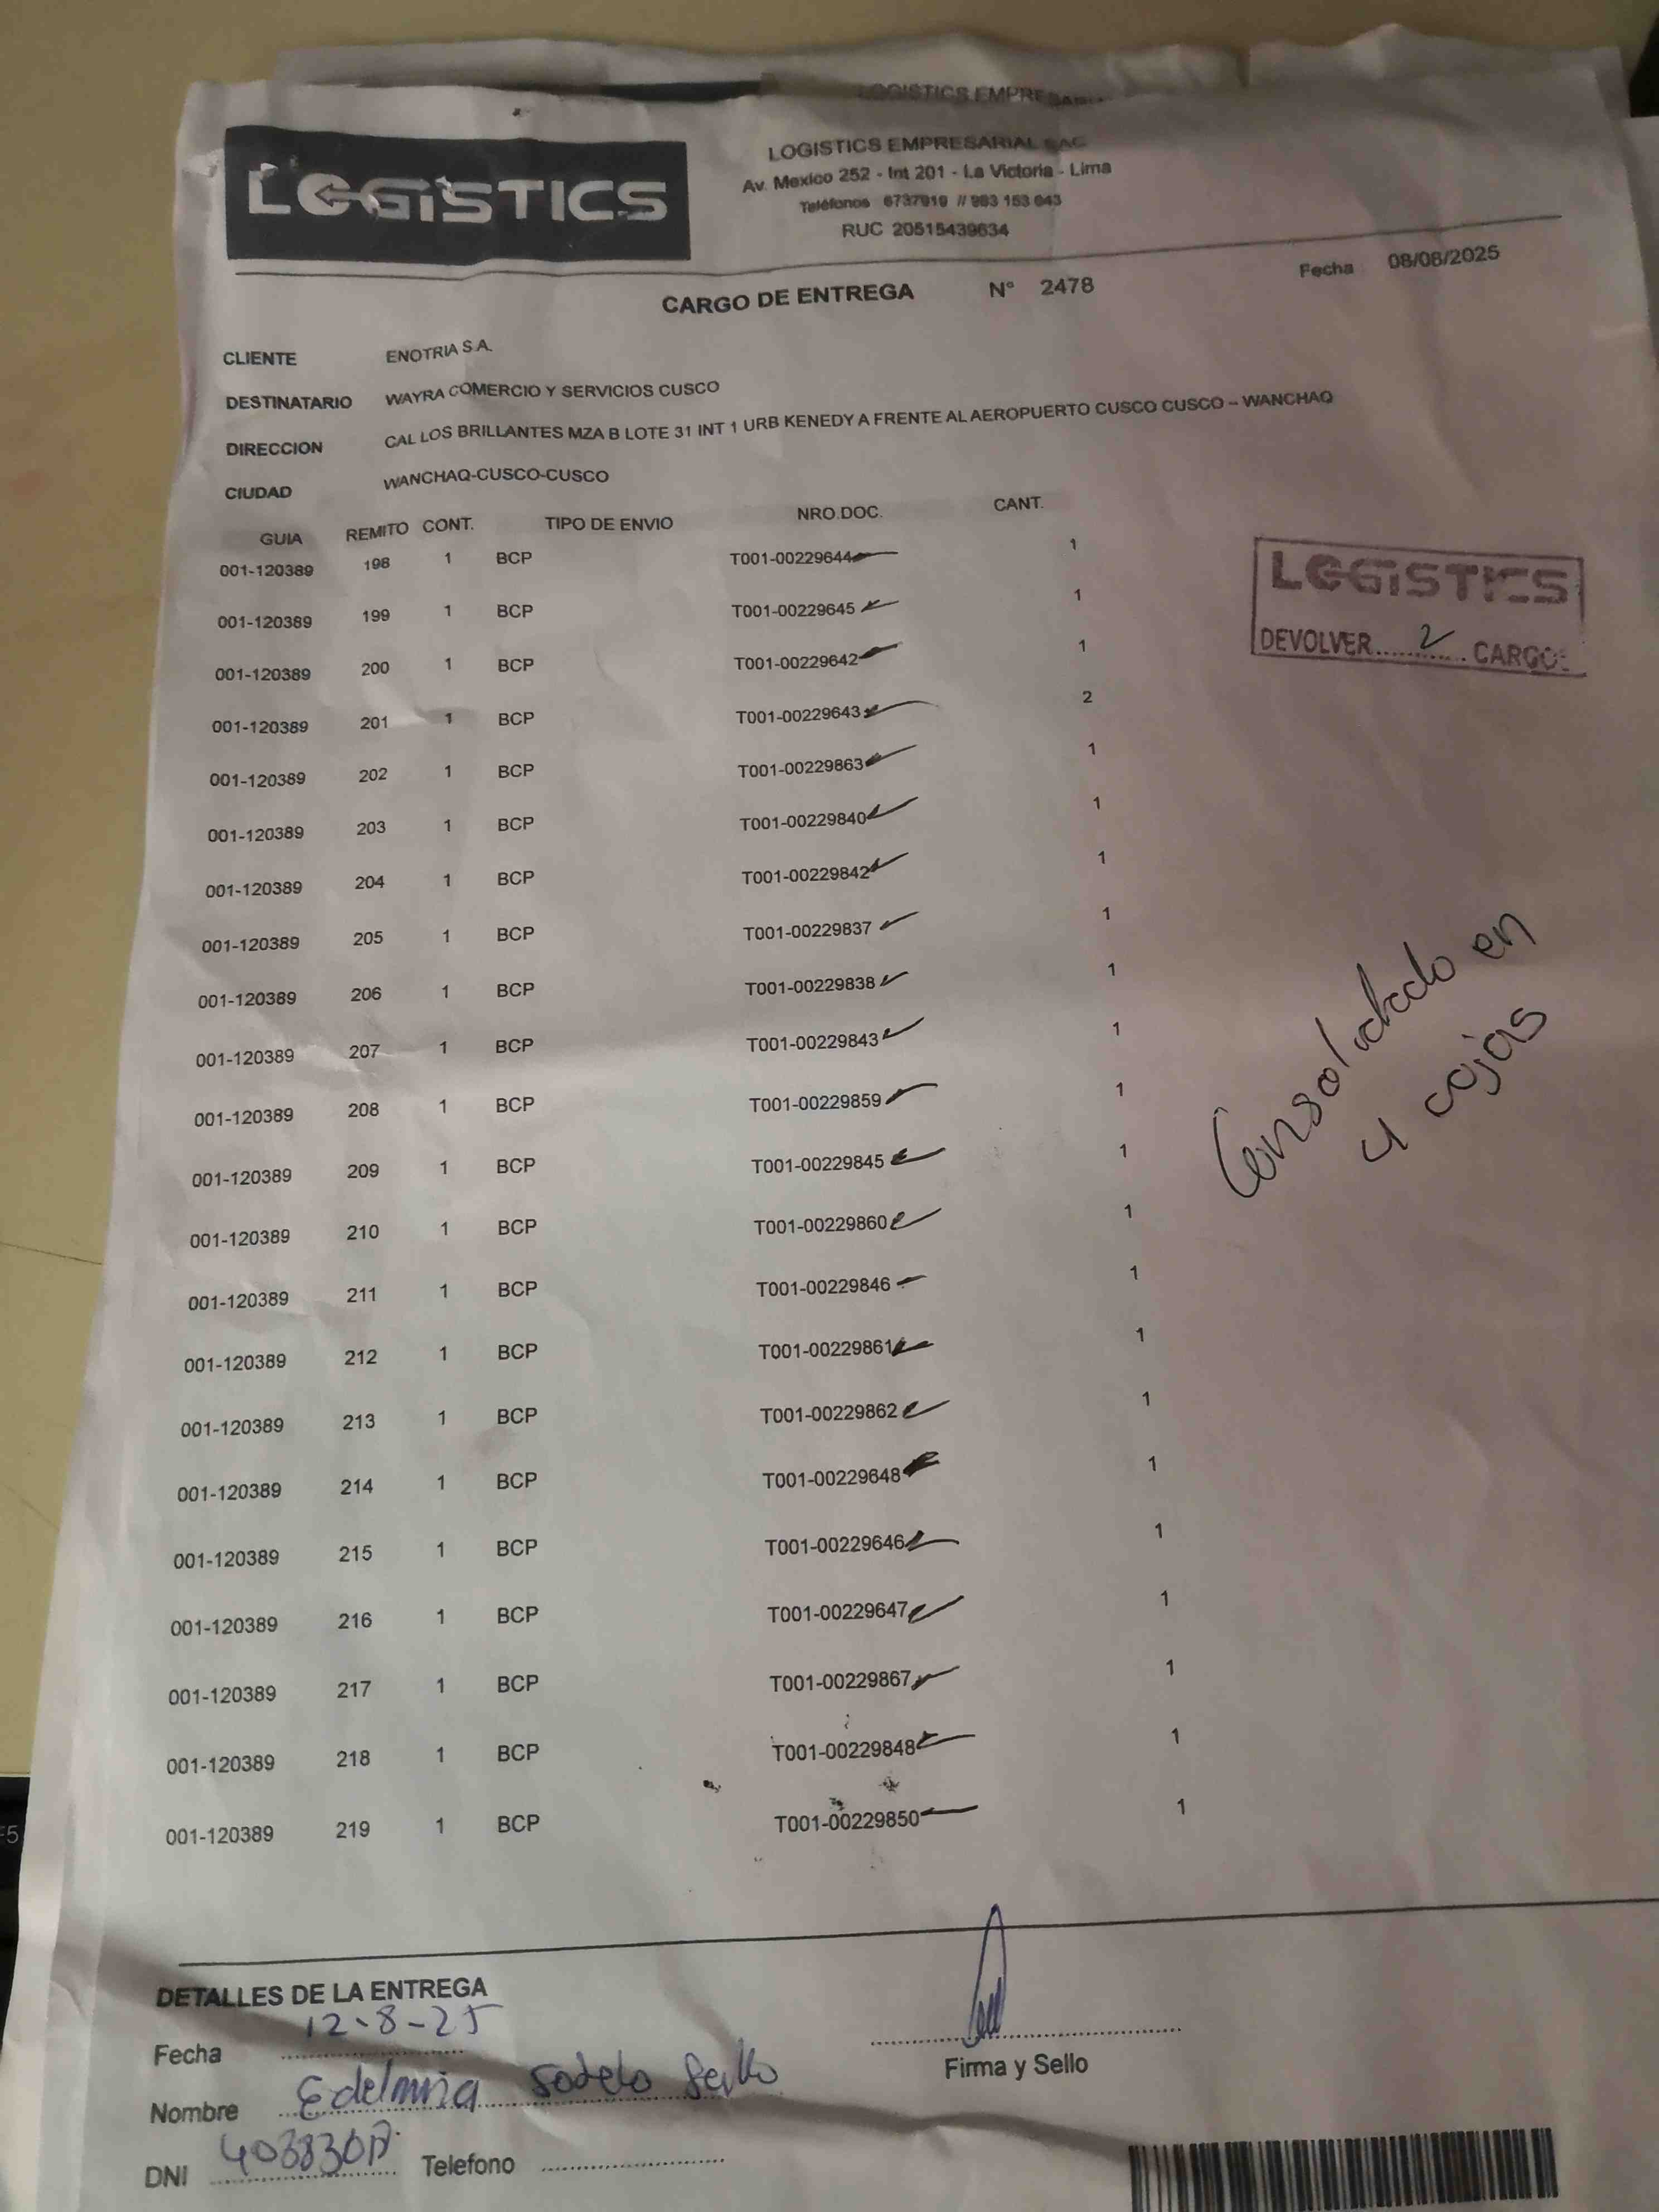 LOGISTICS EMPRESARIAL
LOGISTICS
LOGISTICS EMPRESARIAL SAC
Av. Mexico 252 - Int 201 - La Victoria - Lima
Teléfonos 6737919 // 983 153 043
RUC 20515439634
CARGO DE ENTREGA N° 2478 Fecha 08/08/2025
CLIENTE ENOTRIA S.A.
DESTINATARIO WAYRA COMERCIO Y SERVICIOS CUSCO
DIRECCION CAL LOS BRILLANTES MZA B LOTE 31 INT 1 URB KENEDY A FRENTE AL AEROPUERTO CUSCO CUSCO – WANCHAQ
CIUDAD WANCHAQ-CUSCO-CUSCO
GUIA REMITO CONT. TIPO DE ENVIO NRO.DOC. CANT.
001-120389 198 1 BCP T001-00229644 1
001-120389 199 1 BCP T001-00229645 1
001-120389 200 1 BCP T001-00229642 1
001-120389 201 1 BCP T001-00229643 2
001-120389 202 1 BCP T001-00229863 1
001-120389 203 1 BCP T001-00229840 1
001-120389 204 1 BCP T001-00229842 1
001-120389 205 1 BCP T001-00229837 1
001-120389 206 1 BCP T001-00229838 1
001-120389 207 1 BCP T001-00229843 1
001-120389 208 1 BCP T001-00229859 1
001-120389 209 1 BCP T001-00229845 1
001-120389 210 1 BCP T001-00229860 1
001-120389 211 1 BCP T001-00229846 1
001-120389 212 1 BCP T001-00229861 1
001-120389 213 1 BCP T001-00229862 1
001-120389 214 1 BCP T001-00229648 1
001-120389 215 1 BCP T001-00229646 1
001-120389 216 1 BCP T001-00229647 1
001-120389 217 1 BCP T001-00229867 1
001-120389 218 1 BCP T001-00229848 1
001-120389 219 1 BCP T001-00229850 1
LOGISTICS
DEVOLVER 2 CARGOS
Consolidado en
4 cajas
DETALLES DE LA ENTREGA
Fecha 12-8-25
Nombre Edelmira Sotelo
DNI
Telefono
Firma y Sello
F5